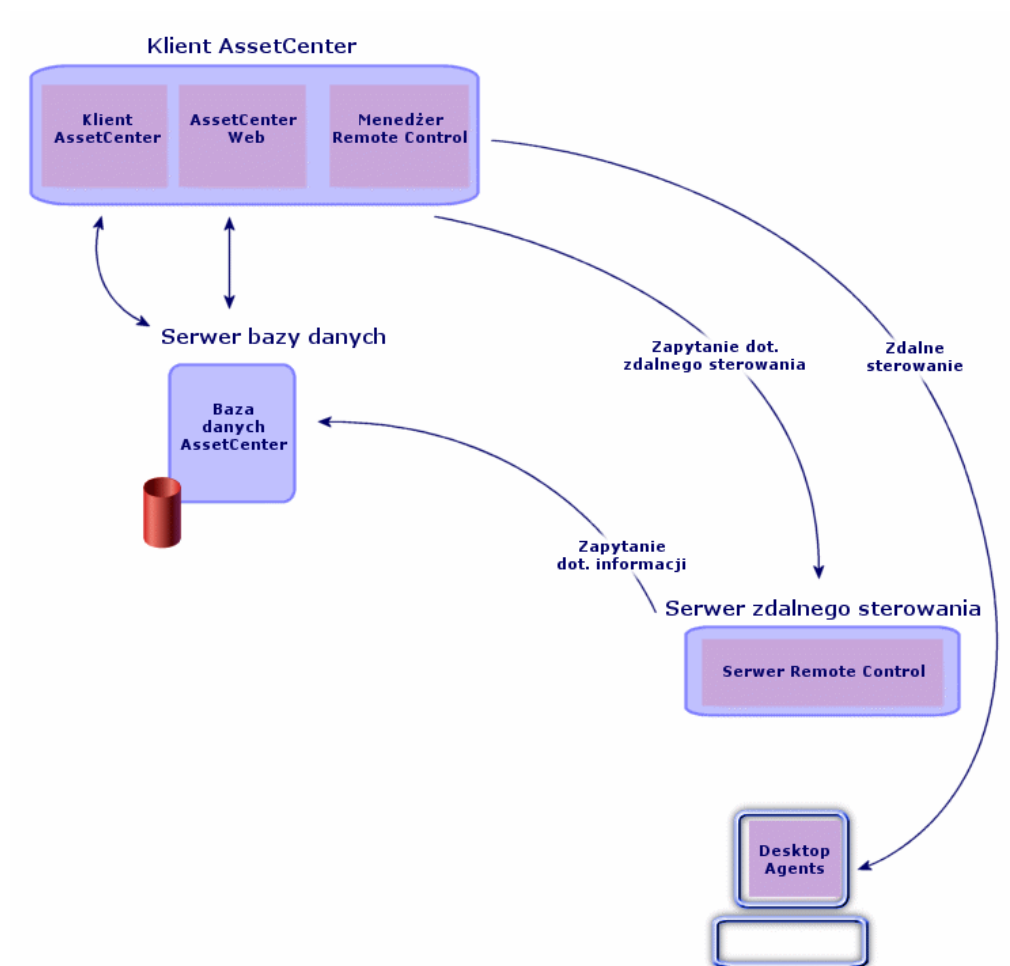 Klient AssetCenter
Klient
AssetCenter
AssetCenter
Web
Menedżer
Remote Control
Serwer bazy danych
Baza
danych
AssetCenter
Zapytanie dot.
zdalnego sterowania
Zdalne
sterowanie
Zapytanie
dot. informacji
Serwer zdalnego sterowania
Serwer Remote Control
Desktop
Agents